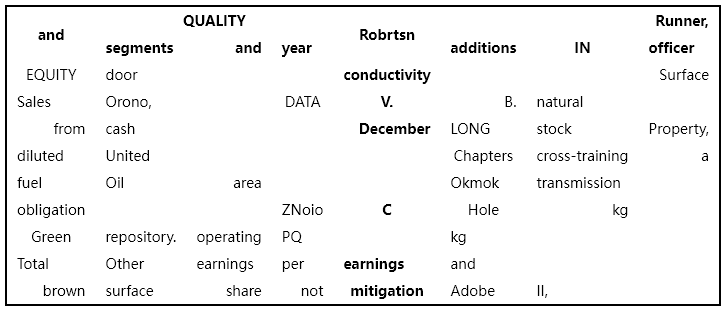 and QUALITY Robrtsn Runner,
segments and year additions IN officer
EQUITY door conductivity Surface
Sales Orono, DATA V. B. natural
from cash December LONG stock Property,
diluted United Chapters cross-training a
fuel Oil area Okmok transmission
obligation ZNoio C Hole kg
Green repository. operating PQ kg
Total Other earnings per earnings and
brown surface share not mitigation Adobe II,